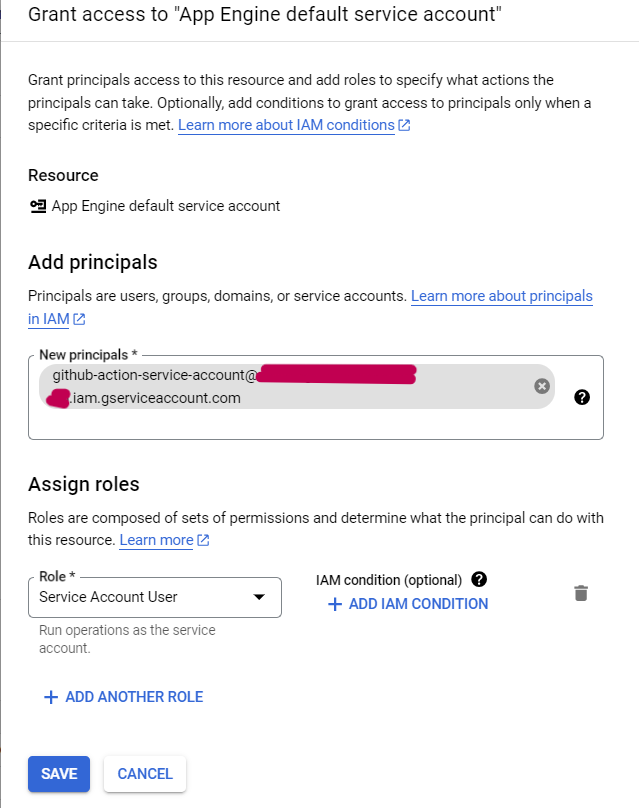 Grant access to "App Engine default service account"
Grant principals access to this resource and add roles to specify what actions the
principals can take. Optionally, add conditions to grant access to principals only when a
specific criteria is met. Learn more about IAM conditions
Resource
App Engine default service account
Add principals
Principals are users, groups, domains, or service accounts. Learn more about principals
in IAM
New principals *
github-action-service-account@
.iam.gserviceaccount.com
Assign roles
Roles are composed of sets of permissions and determine what the principal can do with
this resource. Learn more
Role *
Service Account User
IAM condition (optional)
ADD IAM CONDITION
Run operations as the service
account.
ADD ANOTHER ROLE
SAVE
CANCEL